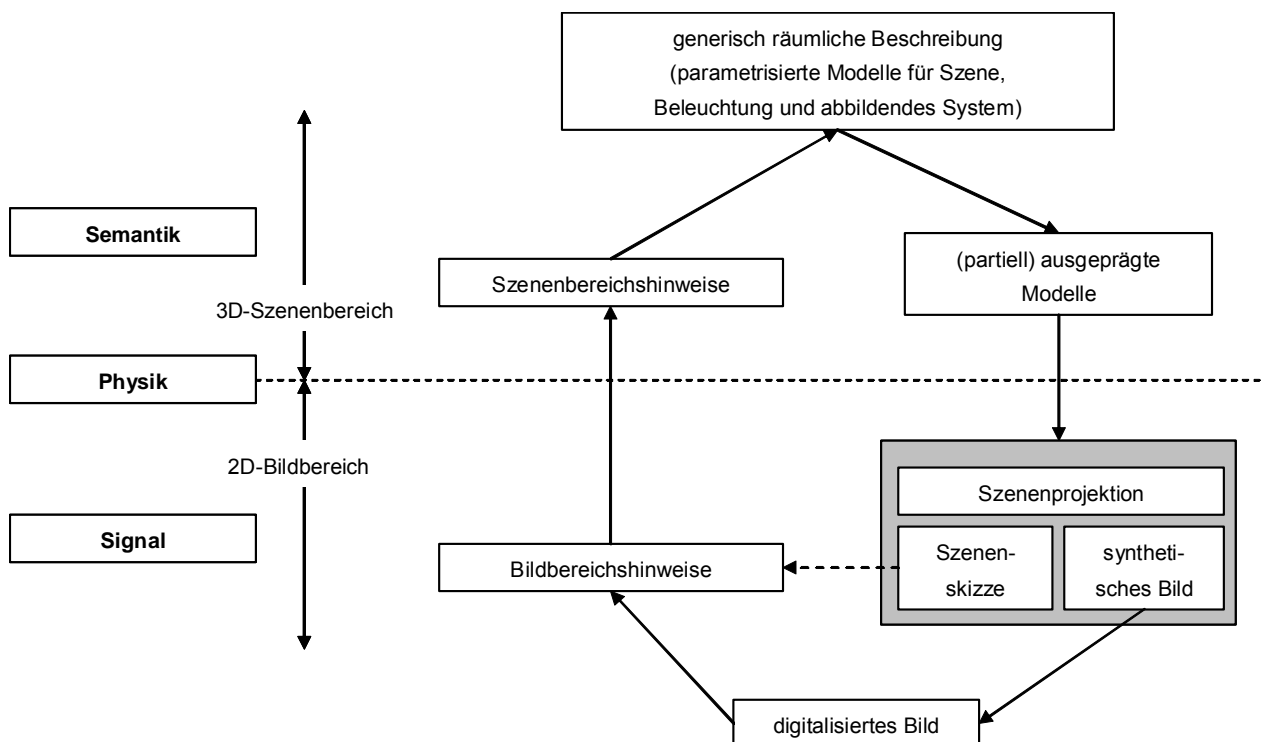 generisch räumliche Beschreibung
(parametrisierte Modelle für Szene,
Beleuchtung und abbildendes System)
Semantik
(partiell) ausgeprägte
Modelle
Szenenbereichshinweise
3D-Szenenbereich
Physik
2D-Bildbereich
Szenenprojektion
Signal
Szenen-
skizze
syntheti-
sches Bild
Bildbereichshinweise
digitalisiertes Bild